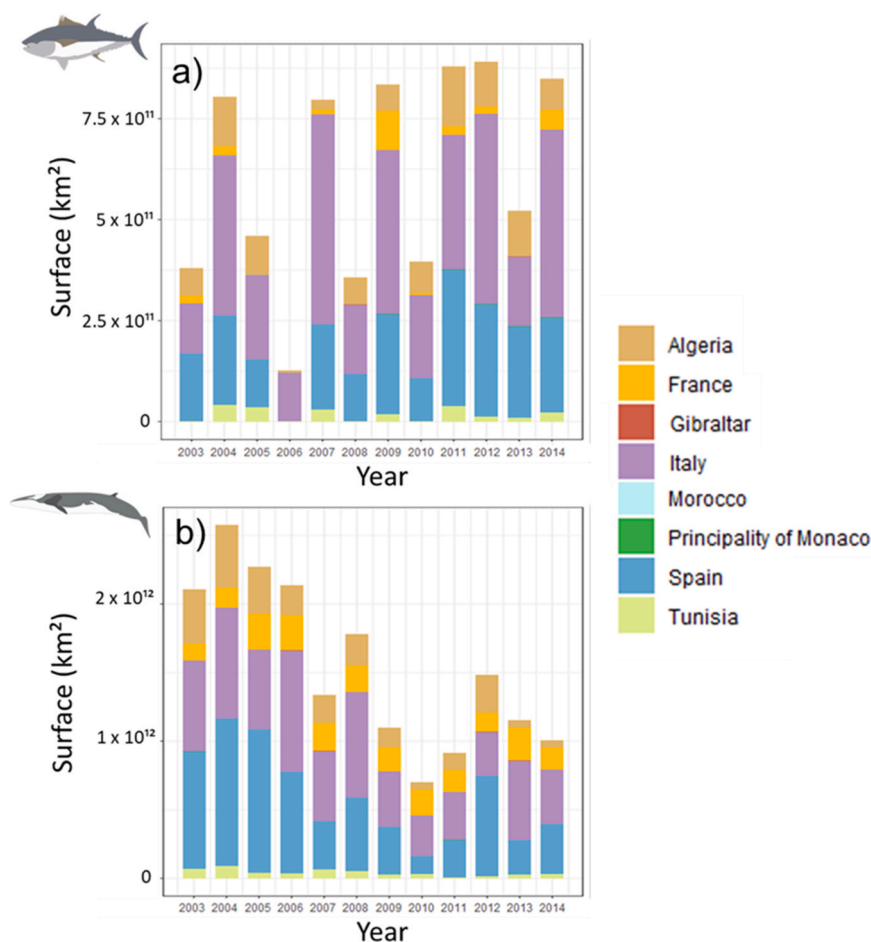 a)
Surface (km²)
7.5 x 10¹¹
5 x 10¹¹
2.5 x 10¹¹
0
2003 2004 2005 2006 2007 2008 2009 2010 2011 2012 2013 2014
Year
Algeria
France
Gibraltar
Italy
Morocco
Principality of Monaco
Spain
Tunisia
b)
Surface (km²)
2 x 10¹²
1 x 10¹²
0
2003 2004 2005 2006 2007 2008 2009 2010 2011 2012 2013 2014
Year